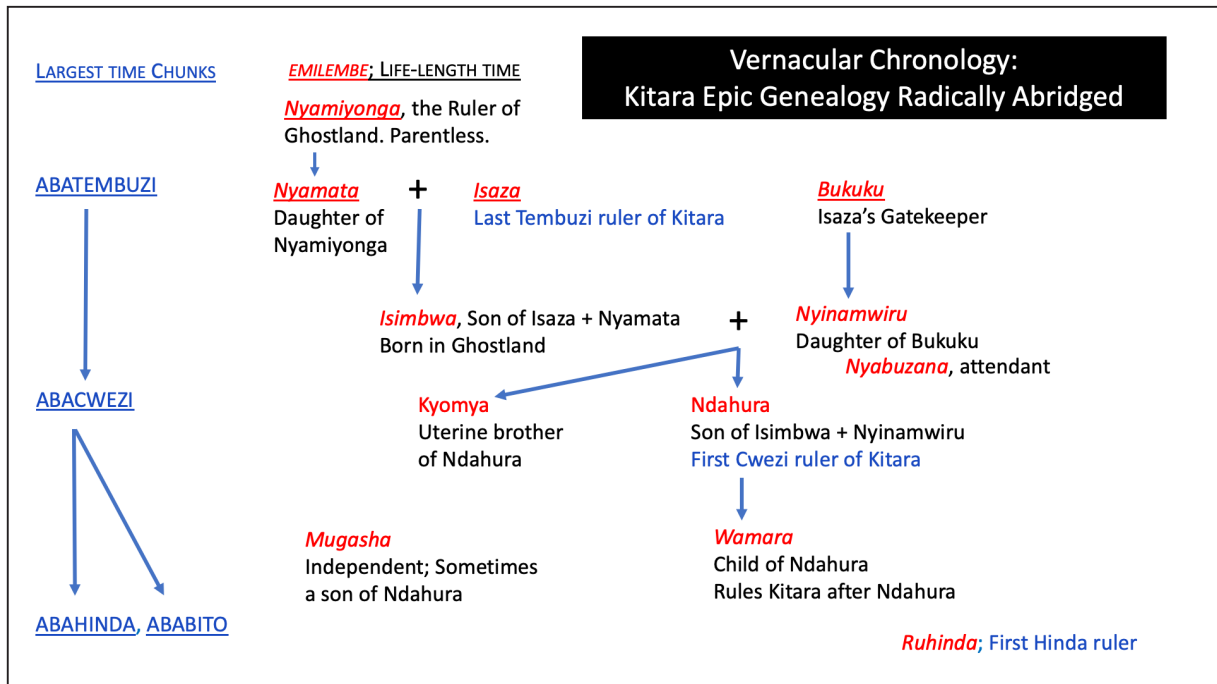 Vernacular Chronology:
Kitara Epic Genealogy Radically Abridged
LARGEST TIME CHUNKS
EMILEMBE; LIFE-LENGTH TIME
Nyamiyonga, the Ruler of
Ghostland. Parentless.
ABATEMBUZI
Nyamata
Daughter of
Nyamiyonga
+
Isaza
Last Tembuzi ruler of Kitara
Bukuku
Isaza’s Gatekeeper
Isimbwa, Son of Isaza + Nyamata
Born in Ghostland
+
Nyinamwiru
Daughter of Bukuku
Nyabuzana, attendant
ABACWEZI
Kyomya
Uterine brother
of Ndahura
Ndahura
Son of Isimbwa + Nyinamwiru
First Cwezi ruler of Kitara
Mugasha
Independent; Sometimes
a son of Ndahura
Wamara
Child of Ndahura
Rules Kitara after Ndahura
ABAHINDA, ABABITO
Ruhinda; First Hinda ruler